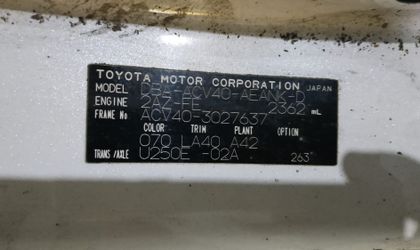 TOYOTA MOTOR CORPORATION JAPAN
MODEL DBA-ACV40-AEANK-D
ENGINE 2AZ-FE 2362 mL
FRAME No ACV40-3027637
COLOR TRIM PLANT OPTION
070 LA40 A42
TRANS/AXLE U250E -02A 263